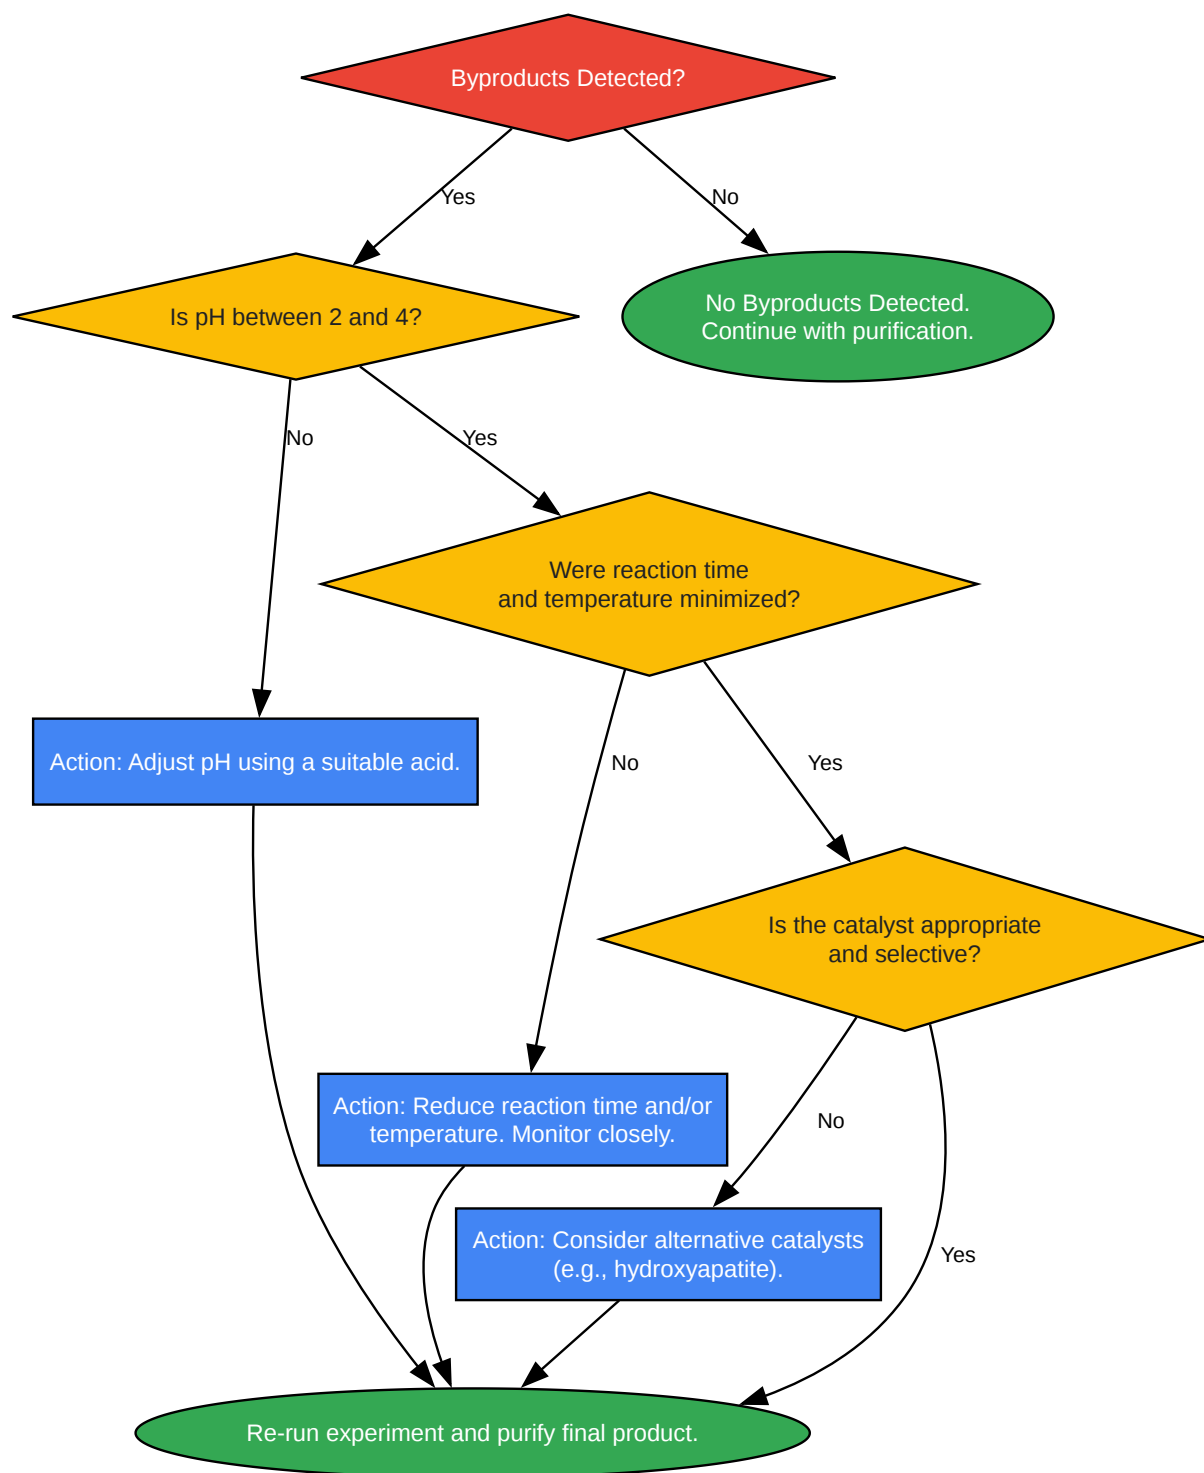 Byproducts Detected?
Yes
No
Is pH between 2 and 4?
No Byproducts Detected.
Continue with purification.
No
Yes
Were reaction time
and temperature minimized?
Action: Adjust pH using a suitable acid.
No
Yes
Is the catalyst appropriate
and selective?
Action: Reduce reaction time and/or
temperature. Monitor closely.
No
Action: Consider alternative catalysts
(e.g., hydroxyapatite).
Yes
Re-run experiment and purify final product.